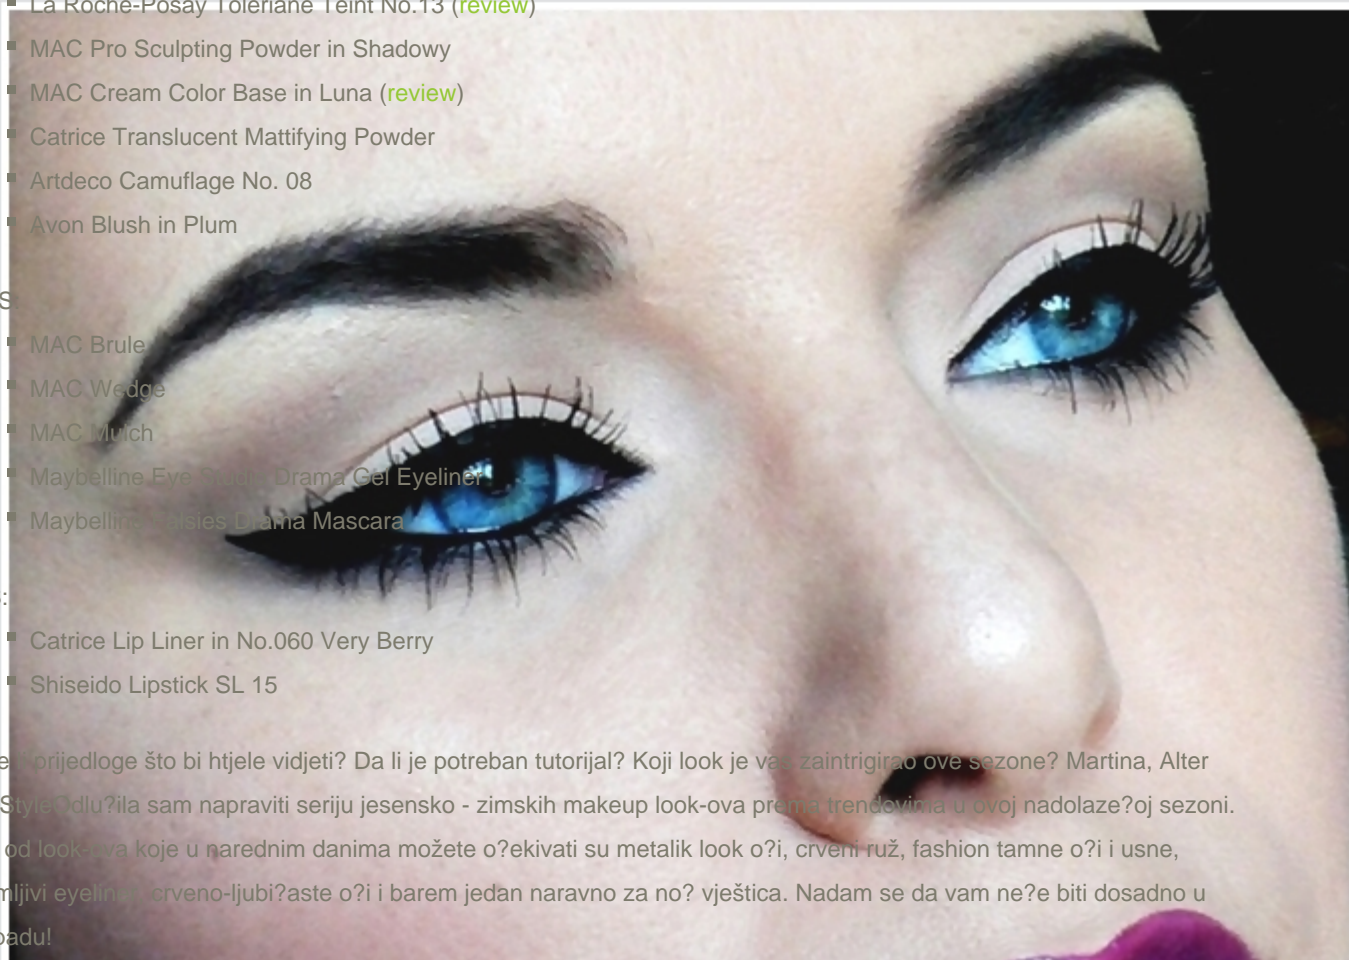 La Roche-Posay Toleriane Teint No.13 (review)
MAC Pro Sculpting Powder in Shadowy
MAC Cream Color Base in Luna (review)
Catrice Translucent Mattifying Powder
Artdeco Camuflage No. 08
Avon Blush in Plum
MAC Brule
MAC Wedge
MAC Mulch
Maybelline Eye Studio Drama Gel Eyeliner
Maybelline Falsies Drama Mascara
Catrice Lip Liner in No.060 Very Berry
Shiseido Lipstick SL 15
prijedloge što bi htjele vidjeti? Da li je potreban tutorijal? Koji look je vas zaintrigirao ove sezone? Martina, Alter
Style Odlu?ila sam napraviti seriju jesensko - zimskih makeup look-ova prema trendovima u ovoj nadolaze?oj sezoni.
od look-ova koje u narednim danima možete o?ekivati su metalik look o?i, crveni ruž, fashion tamne o?i i usne,
eyeliner, crveno-ljubi?aste o?i i barem jedan naravno za no? vještica. Nadam se da vam ne?e biti dosadno u